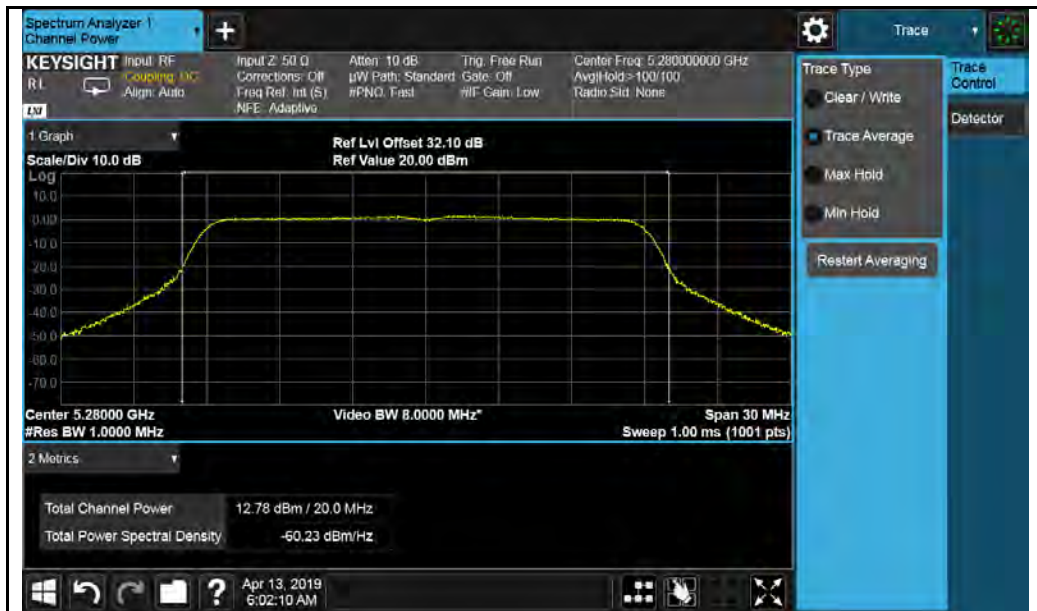 Spectrum Analyzer 1
Channel Power
+
Trace
KEYSIGHT
Input: RF
Coupling: DC
Align: Auto
R L
LXI
Input Z: 50 Ω
Corrections: Off
Freq Ref: Int (S)
NFE: Adaptive
Atten: 10 dB
µW Path: Standard
#PNO: Fast
Trig: Free Run
Gate: Off
#IF Gain: Low
Center Freq: 5.280000000 GHz
Avg|Hold:>100/100
Radio Std: None
1 Graph
Scale/Div 10.0 dB
Ref Lvl Offset 32.10 dB
Ref Value 20.00 dBm
Log
10.0
0.00
-10.0
-20.0
-30.0
-40.0
-50.0
-60.0
-70.0
Center 5.28000 GHz
#Res BW 1.0000 MHz
Video BW 8.0000 MHz*
Span 30 MHz
Sweep 1.00 ms (1001 pts)
2 Metrics
Total Channel Power
12.78 dBm / 20.0 MHz
Total Power Spectral Density
-60.23 dBm/Hz
?
Apr 13, 2019
6:02:10 AM
Trace Type
Clear / Write
Trace Average
Max Hold
Min Hold
Restart Averaging
Trace
Control
Detector